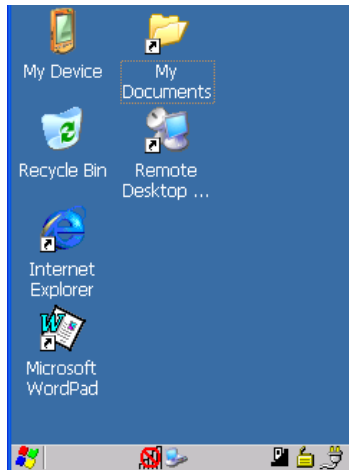 My Device
My
Documents
Recycle Bin
Remote
Desktop ...
Internet
Explorer
Microsoft
WordPad